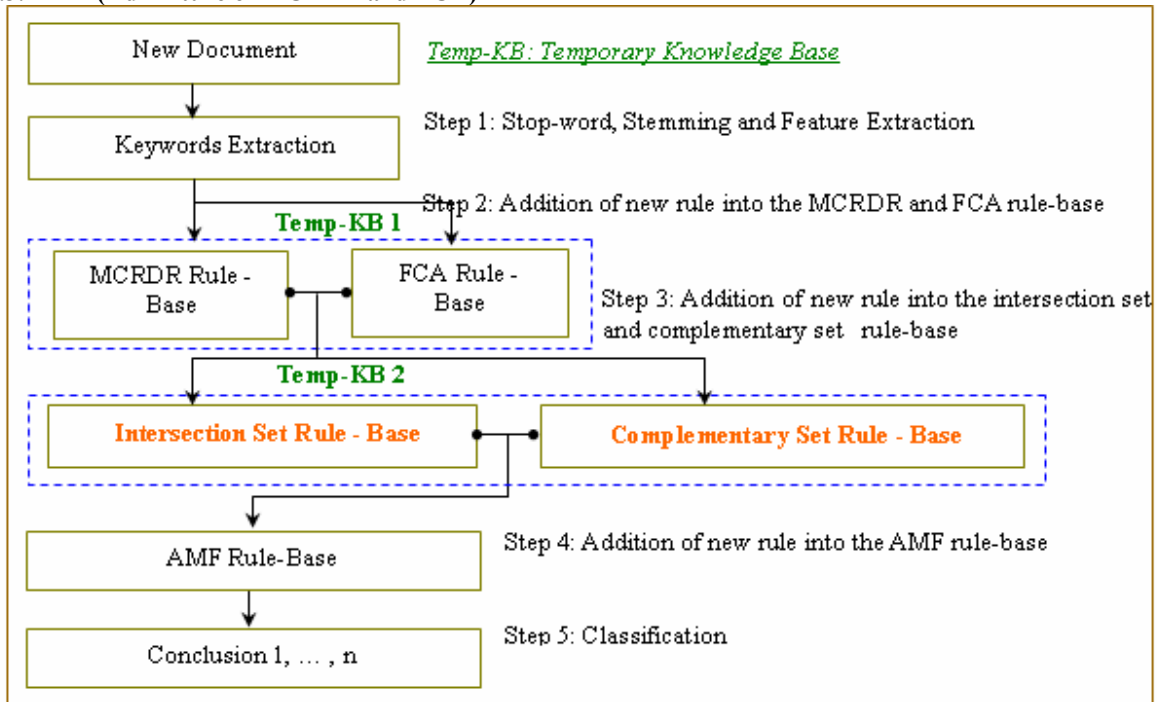 New Document
Temp-KB: Temporary Knowledge Base
Step 1: Stop-word, Stemming and Feature Extraction
Keywords Extraction
Step 2: Addition of new rule into the MCRDR and FCA rule-base
Temp-KB 1
MCRDR Rule -
Base
FCA Rule -
Base
Step 3: Addition of new rule into the intersection set
and complementary set rule-base
Temp-KB 2
Intersection Set Rule - Base
Complementary Set Rule - Base
Step 4: Addition of new rule into the AMF rule-base
AMF Rule-Base
Step 5: Classification
Conclusion 1, ... , n